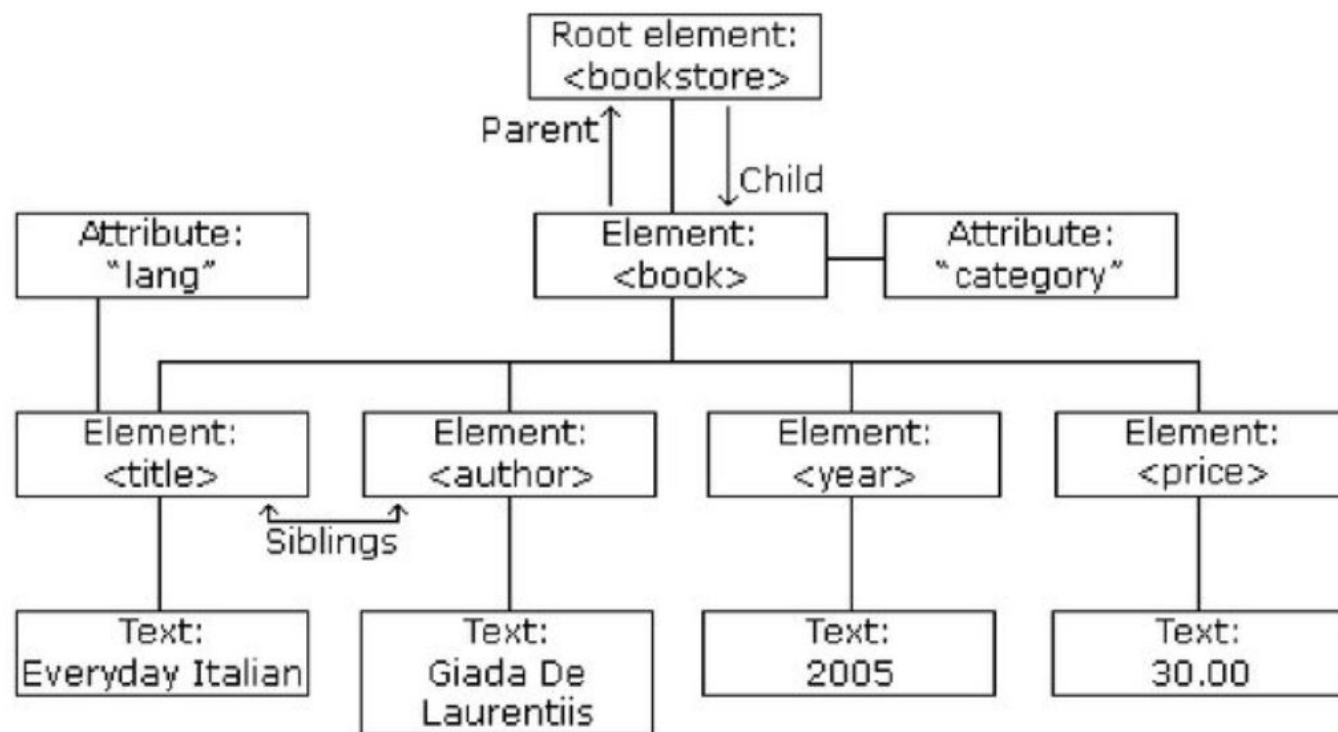 Root element:
<bookstore>
Parent
Child
Attribute:
"lang"
Element:
<book>
Attribute:
"category"
Element:
<title>
Element:
<author>
Element:
<year>
Element:
<price>
Siblings
Text:
Everyday Italian
Text:
Giada De
Laurentiis
Text:
2005
Text:
30.00